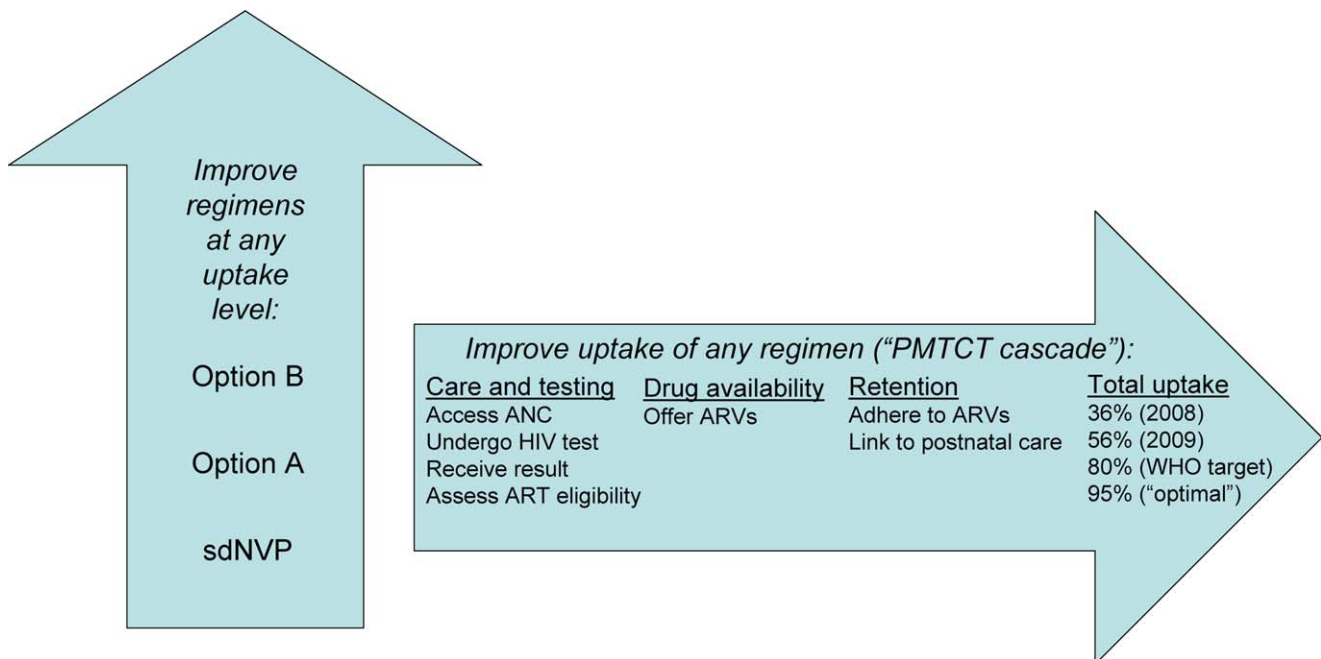 Improve
regimens
at any
uptake
level:
Option B
Option A
sdNVP
Improve uptake of any regimen (“PMTCT cascade”):
Care and testing
Access ANC
Undergo HIV test
Receive result
Assess ART eligibility
Drug availability
Offer ARVs
Retention
Adhere to ARVs
Link to postnatal care
Total uptake
36% (2008)
56% (2009)
80% (WHO target)
95% (“optimal”)